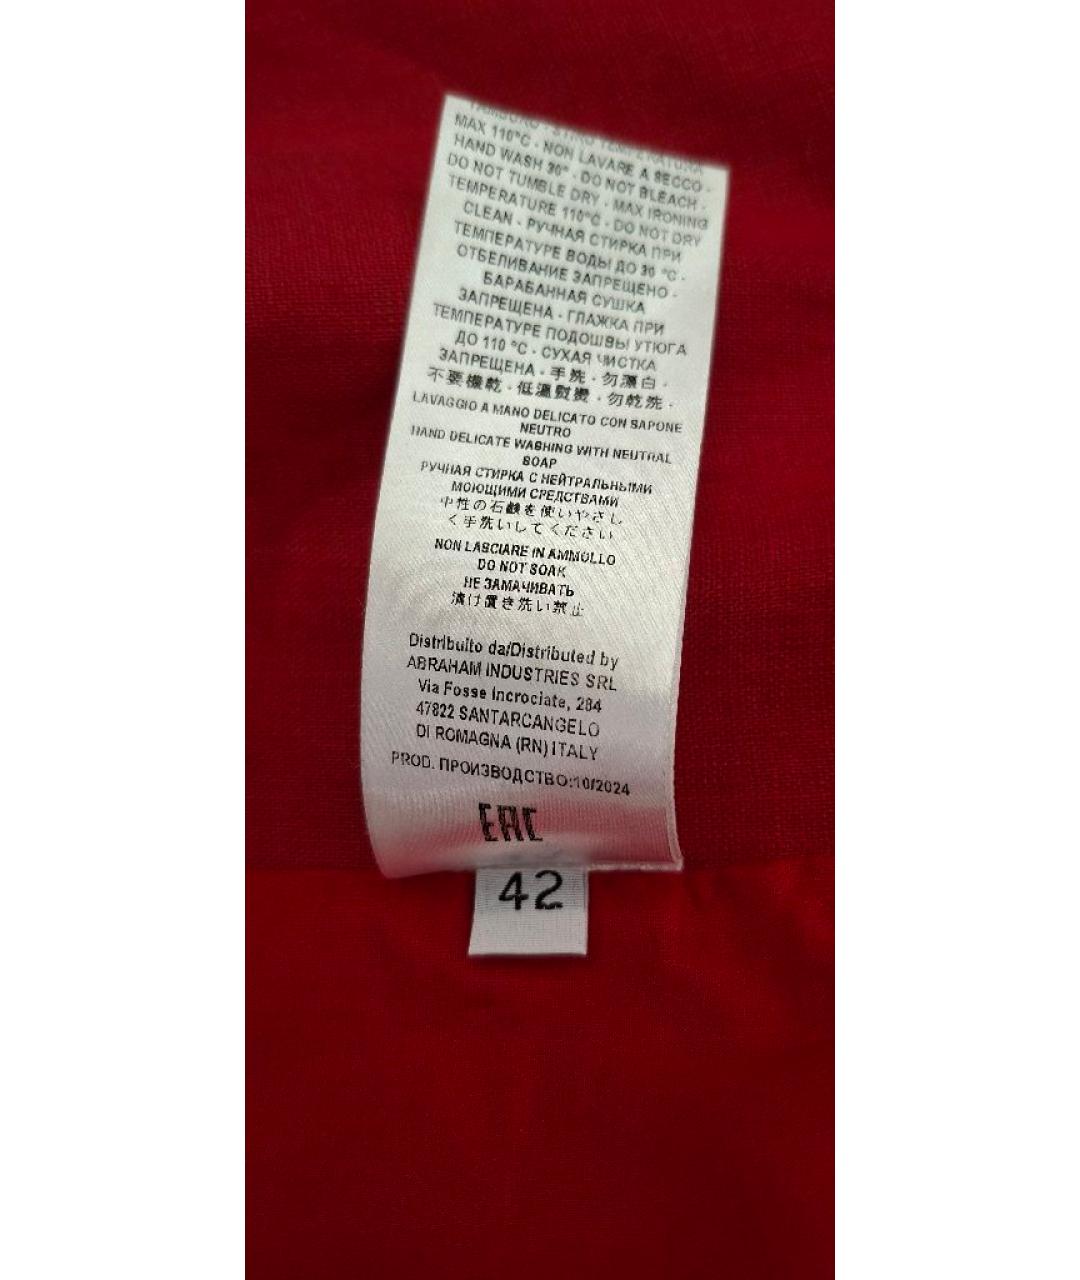 TAMBURO - STIRO TEMPERATURA
MAX 110°C - NON LAVARE A SECCO -
HAND WASH 30° - DO NOT BLEACH -
DO NOT TUMBLE DRY - MAX IRONING
TEMPERATURE 110°C - DO NOT DRY
CLEAN - РУЧНАЯ СТИРКА ПРИ
ТЕМПЕРАТУРЕ ВОДЫ ДО 30 °C -
ОТБЕЛИВАНИЕ ЗАПРЕЩЕНО -
БАРАБАННАЯ СУШКА
ЗАПРЕЩЕНА - ГЛАЖКА ПРИ
ТЕМПЕРАТУРЕ ПОДОШВЫ УТЮГА
ДО 110 °C - СУХАЯ ЧИСТКА
ЗАПРЕЩЕНА - 手洗 - 勿漂白 -
不要機乾 - 低溫熨燙 - 勿乾洗 -
LAVAGGIO A MANO DELICATO CON SAPONE
NEUTRO
HAND DELICATE WASHING WITH NEUTRAL
SOAP
РУЧНАЯ СТИРКА С НЕЙТРАЛЬНЫМИ
МОЮЩИМИ СРЕДСТВАМИ
中性の石鹸を使いやさし
く手洗いしてください
NON LASCIARE IN AMMOLLO
DO NOT SOAK
НЕ ЗАМАЧИВАТЬ
漬け置き洗い禁止
Distribuito da/Distributed by
ABRAHAM INDUSTRIES SRL
Via Fosse Incrociate, 284
47822 SANTARCANGELO
DI ROMAGNA (RN) ITALY
PROD. ПРОИЗВОДСТВО:10/2024
EAC
42